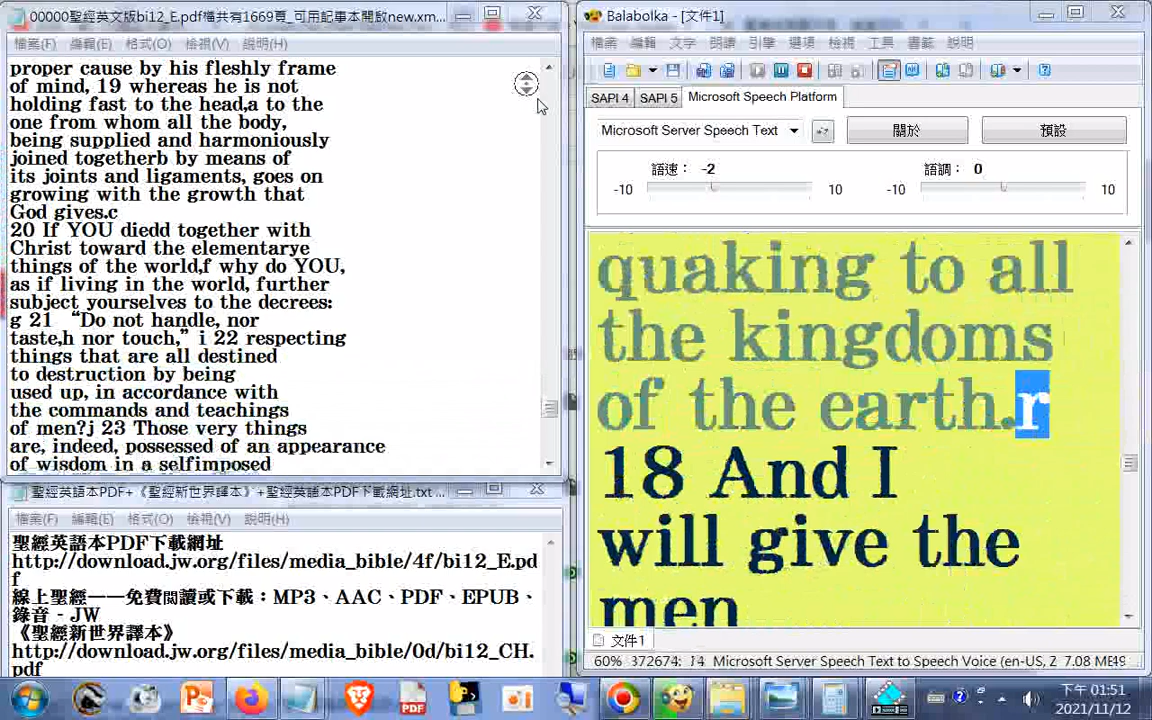 00000聖經英文版bi12_E.pdf檔共有1669頁_可用記事本開啟new.xm...
檔案(F) 編輯(E) 格式(O) 檢視(V) 說明(H)
proper cause by his fleshly frame
of mind, 19 whereas he is not
holding fast to the head,a to the
one from whom all the body,
being supplied and harmoniously
joined togetherb by means of
its joints and ligaments, goes on
growing with the growth that
God gives.c
20 If YOU diedd together with
Christ toward the elementarye
things of the world,f why do YOU,
as if living in the world, further
subject yourselves to the decrees:
g 21 “Do not handle, nor
taste,h nor touch,” i 22 respecting
things that are all destined
to destruction by being
used up, in accordance with
the commands and teachings
of men?j 23 Those very things
are, indeed, possessed of an appearance
of wisdom in a selfimposed
聖經英語本PDF+《聖經新世界譯本》+聖經英語本PDF下載網址.txt ...
檔案(F) 編輯(E) 格式(O) 檢視(V) 說明(H)
聖經英語本PDF下載網址
http://download.jw.org/files/media_bible/4f/bi12_E.pd
f
線上聖經——免費閱讀或下載：MP3、AAC、PDF、EPUB、
錄音 - JW
《聖經新世界譯本》
http://download.jw.org/files/media_bible/0d/bi12_CH.
pdf
Balabolka - [文件1]
檔案 編輯 文字 朗讀 引擎 選項 檢視 工具 書籤 說明
SAPI 4 SAPI 5 Microsoft Speech Platform
Microsoft Server Speech Text 關於 預設
語速： -2 語調： 0
-10 10 -10 10
quaking to all
the kingdoms
of the earth.r
18 And I
will give the
men
文件1
60% 372674: 14 Microsoft Server Speech Text to Speech Voice (en-US, Z 7.08 ME49
PDF
下午 01:51
2021/11/12